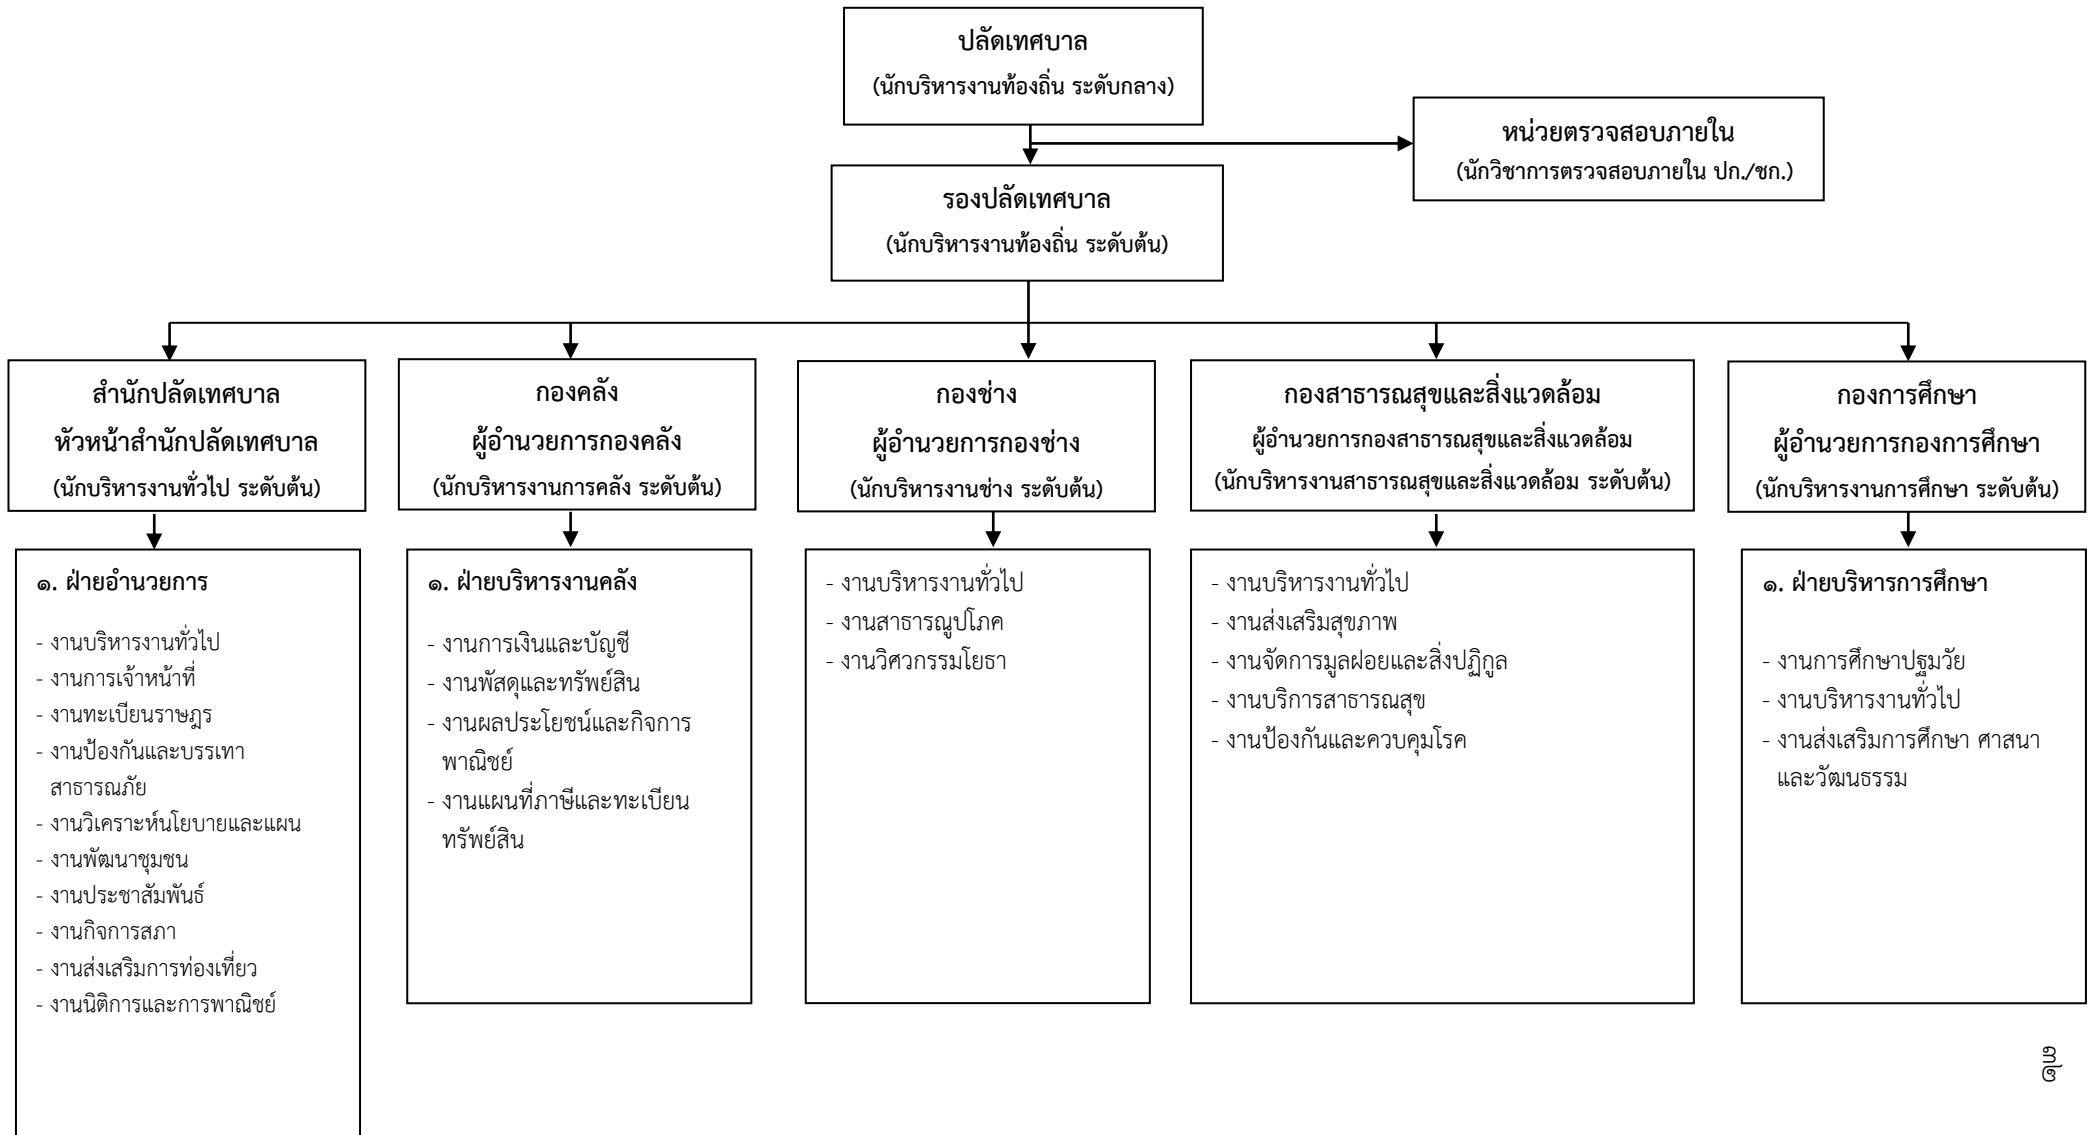 ปลัดเทศบาล
(นักบริหารงานท้องถิ่น ระดับกลาง)
หน่วยตรวจสอบภายใน
(นักวิชาการตรวจสอบภายใน ปก./ชก.)
รองปลัดเทศบาล
(นักบริหารงานท้องถิ่น ระดับต้น)
สำนักปลัดเทศบาล
หัวหน้าสำนักปลัดเทศบาล
(นักบริหารงานทั่วไป ระดับต้น)
กองคลัง
ผู้อำนวยการกองคลัง
(นักบริหารงานการคลัง ระดับต้น)
กองช่าง
ผู้อำนวยการกองช่าง
(นักบริหารงานช่าง ระดับต้น)
กองสาธารณสุขและสิ่งแวดล้อม
ผู้อำนวยการกองสาธารณสุขและสิ่งแวดล้อม
(นักบริหารงานสาธารณสุขและสิ่งแวดล้อม ระดับต้น)
กองการศึกษา
ผู้อำนวยการกองการศึกษา
(นักบริหารงานการศึกษา ระดับต้น)
๑. ฝ่ายอำนวยการ
- งานบริหารงานทั่วไป
- งานการเจ้าหน้าที่
- งานทะเบียนราษฎร
- งานป้องกันและบรรเทา
สาธารณภัย
- งานวิเคราะห์นโยบายและแผน
- งานพัฒนาชุมชน
- งานประชาสัมพันธ์
- งานกิจการสภา
- งานส่งเสริมการท่องเที่ยว
- งานนิติการและการพาณิชย์
๑. ฝ่ายบริหารงานคลัง
- งานการเงินและบัญชี
- งานพัสดุและทรัพย์สิน
- งานผลประโยชน์และกิจการ
พาณิชย์
- งานแผนที่ภาษีและทะเบียน
ทรัพย์สิน
- งานบริหารงานทั่วไป
- งานสาธารณูปโภค
- งานวิศวกรรมโยธา
- งานบริหารงานทั่วไป
- งานส่งเสริมสุขภาพ
- งานจัดการมูลฝอยและสิ่งปฏิกูล
- งานบริการสาธารณสุข
- งานป้องกันและควบคุมโรค
๑. ฝ่ายบริหารการศึกษา
- งานการศึกษาปฐมวัย
- งานบริหารงานทั่วไป
- งานส่งเสริมการศึกษา ศาสนา
และวัฒนธรรม
๓๒